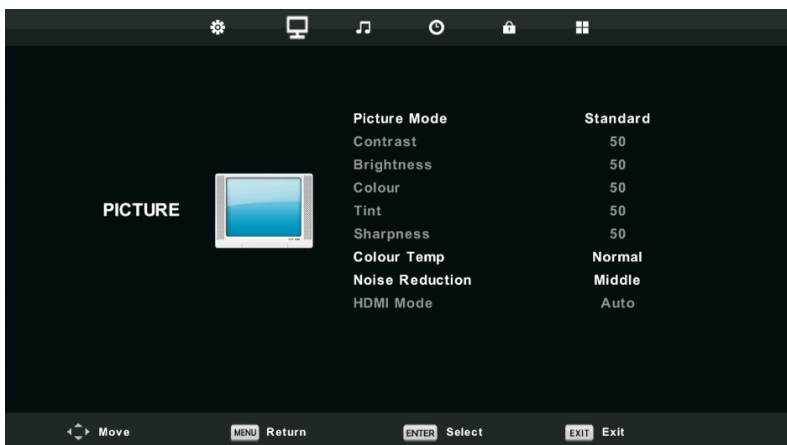 Picture Mode Standard
Contrast 50
Brightness 50
Colour 50
PICTURE
Tint 50
Sharpness 50
Colour Temp Normal
Noise Reduction Middle
HDMI Mode Auto
Move MENU Return ENTER Select EXIT Exit